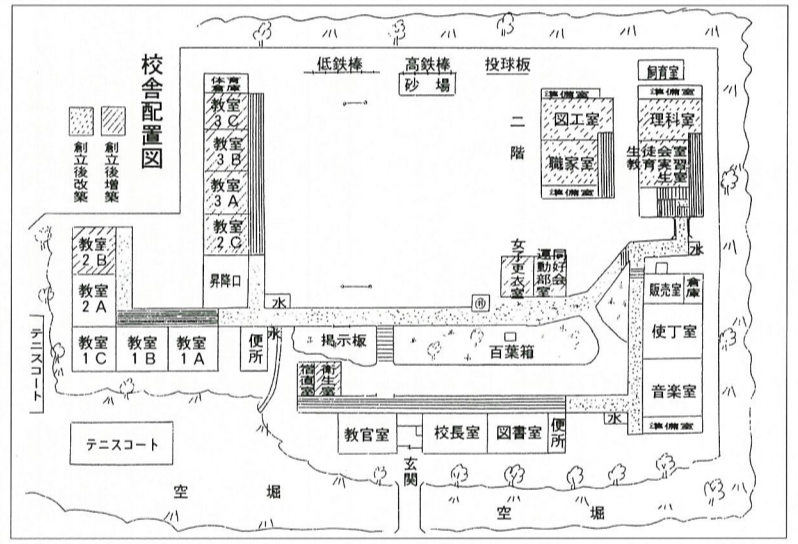 校舎配置図
創立後増築
創立後改築
低鉄棒
高鉄棒
砂場
投球板
飼育室
体育倉庫
教室3C
教室3B
教室3A
教室2C
昇降口
準備室
図工室
職家室
準備室
二階
準備室
理科室
生徒会室
教育実習生室
水
教室2B
教室2A
教室1C
教室1B
教室1A
便所
水
水
女子更衣室
運動部室
同好会
販売室
倉庫
使丁室
音楽室
準備室
掲示板
百葉箱
宿直室
衛生室
教官室
校長室
図書室
便所
水
玄関
テニスコート
テニスコート
空堀
空堀